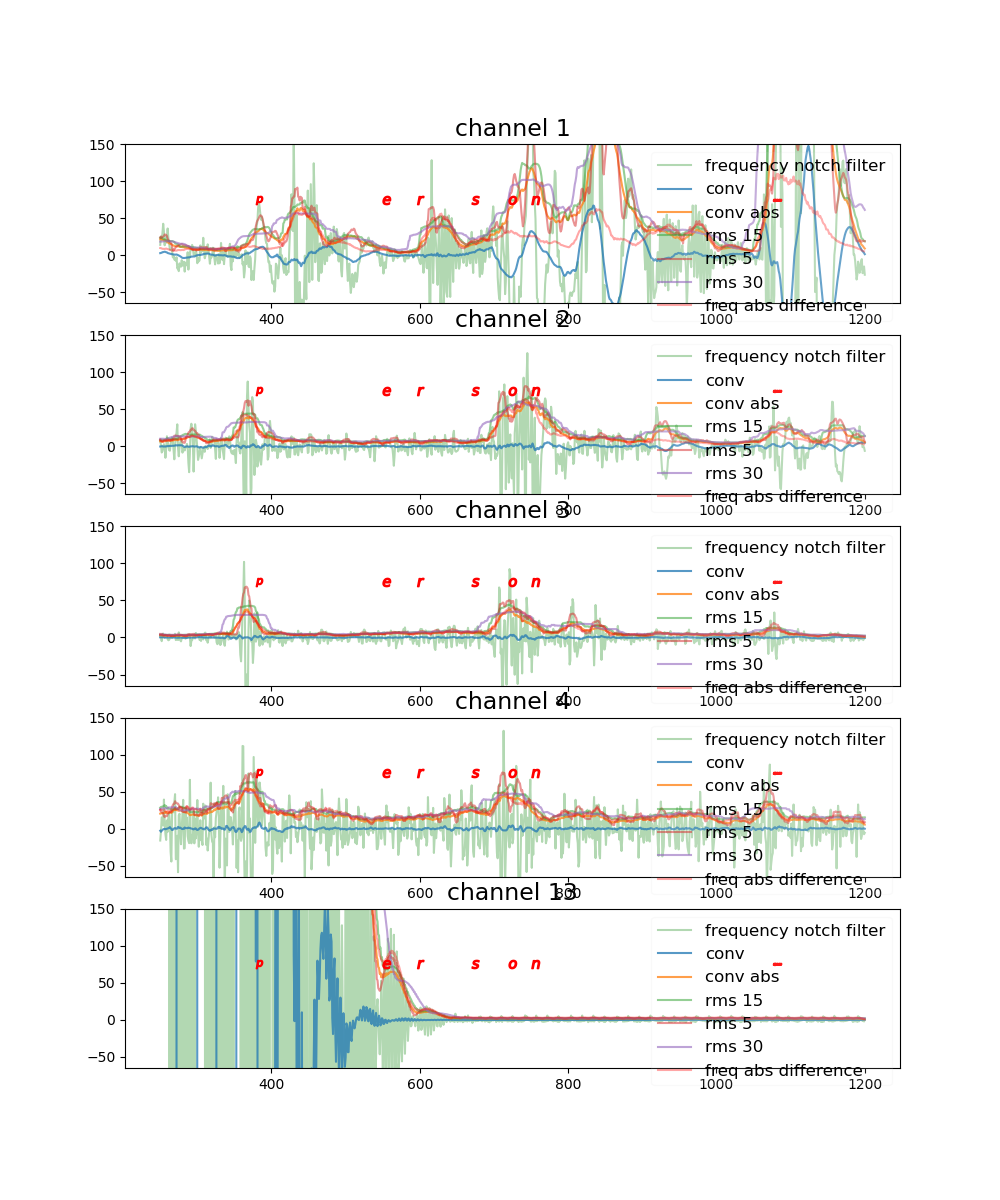 channel 1
150
100
50
0
−50
p e r s o n _
frequency notch filter
conv
conv abs
rms 15
rms 5
rms 30
freq abs difference
400 600 800 1000 1200
channel 2
150
100
50
0
−50
p e r s o n _
frequency notch filter
conv
conv abs
rms 15
rms 5
rms 30
freq abs difference
400 600 800 1000 1200
channel 3
150
100
50
0
−50
p e r s o n _
frequency notch filter
conv
conv abs
rms 15
rms 5
rms 30
freq abs difference
400 600 800 1000 1200
channel 4
150
100
50
0
−50
p e r s o n _
frequency notch filter
conv
conv abs
rms 15
rms 5
rms 30
freq abs difference
400 600 800 1000 1200
channel 13
150
100
50
0
−50
p e r s o n _
frequency notch filter
conv
conv abs
rms 15
rms 5
rms 30
freq abs difference
400 600 800 1000 1200